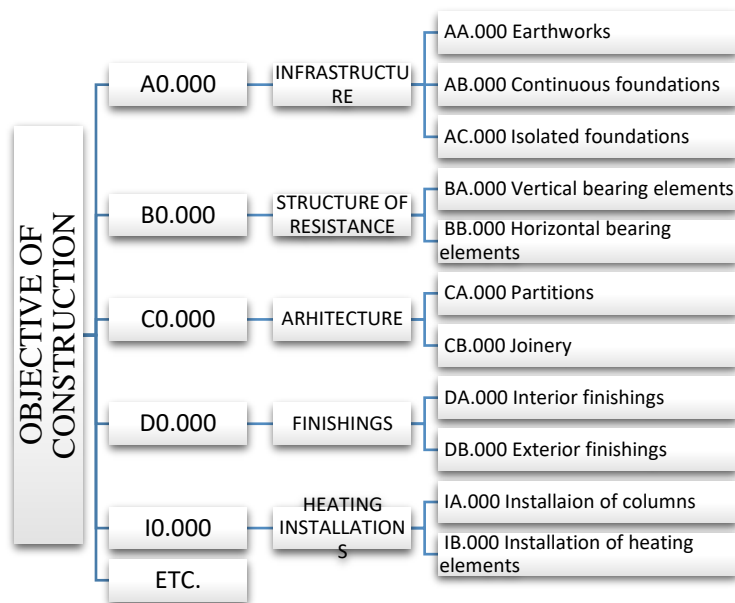 OBJECTIVE OF
CONSTRUCTION
A0.000
INFRASTRUCTU
RE
AA.000 Earthworks
AB.000 Continuous foundations
AC.000 Isolated foundations
B0.000
STRUCTURE OF
RESISTANCE
BA.000 Vertical bearing elements
BB.000 Horizontal bearing
elements
C0.000
ARHITECTURE
CA.000 Partitions
CB.000 Joinery
D0.000
FINISHINGS
DA.000 Interior finishings
DB.000 Exterior finishings
I0.000
HEATING
INSTALLATION
S
IA.000 Installaion of columns
IB.000 Installation of heating
elements
ETC.